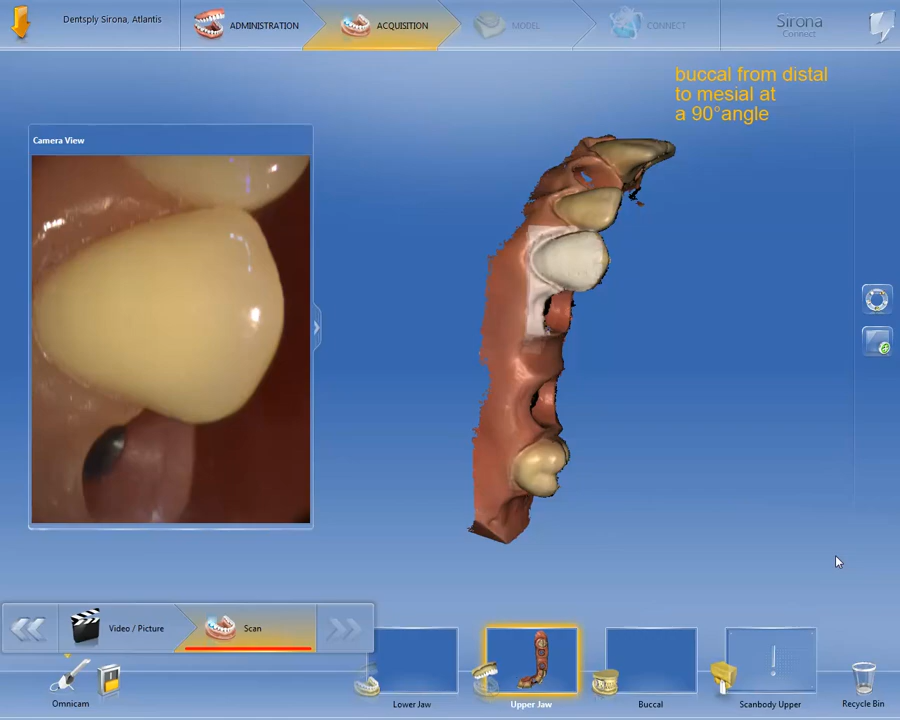 Dentsply Sirona, Atlantis
ADMINISTRATION
ACQUISITION
MODEL
CONNECT
Sirona
Connect
buccal from distal
to mesial at
a 90°angle
Camera View
Video / Picture
Scan
Omnicam
Lower Jaw
Upper Jaw
Buccal
Scanbody Upper
Recycle Bin